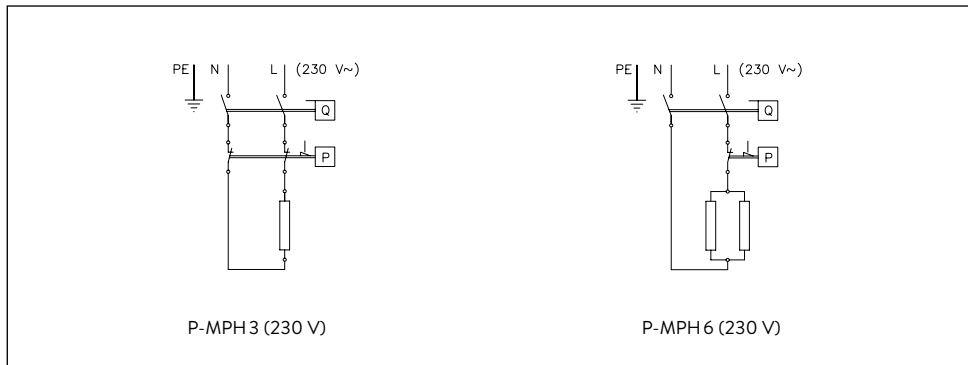 PE N L (230 V~)
Q
P
P-MPH 3 (230 V)
PE N L (230 V~)
Q
P
P-MPH 6 (230 V)